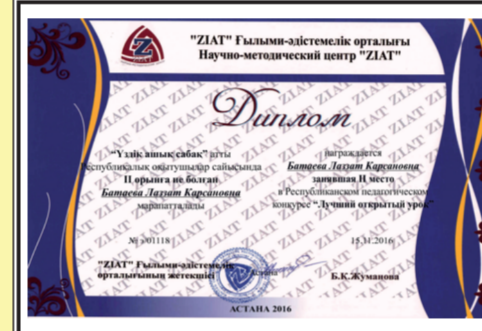 "ZIAT" Ғылыми-әдістемелік орталығы
Научно-методический центр "ZIAT"
Диплом
"Үздік ашық сабақ" атты
Республикалық оқытушылар сайысында
II орынға ие болған
Батаева Лаззат Карсановна
марапатталады
награждается
Батаева Лаззат Карсановна
занявшая II место
в Республиканском педагогическом
конкурсе "Лучший открытый урок"
15.11.2016
"ZIAT" Ғылыми-әдістемелік
орталығының жетекшісі
Б.К.Жуманова
АСТАНА 2016